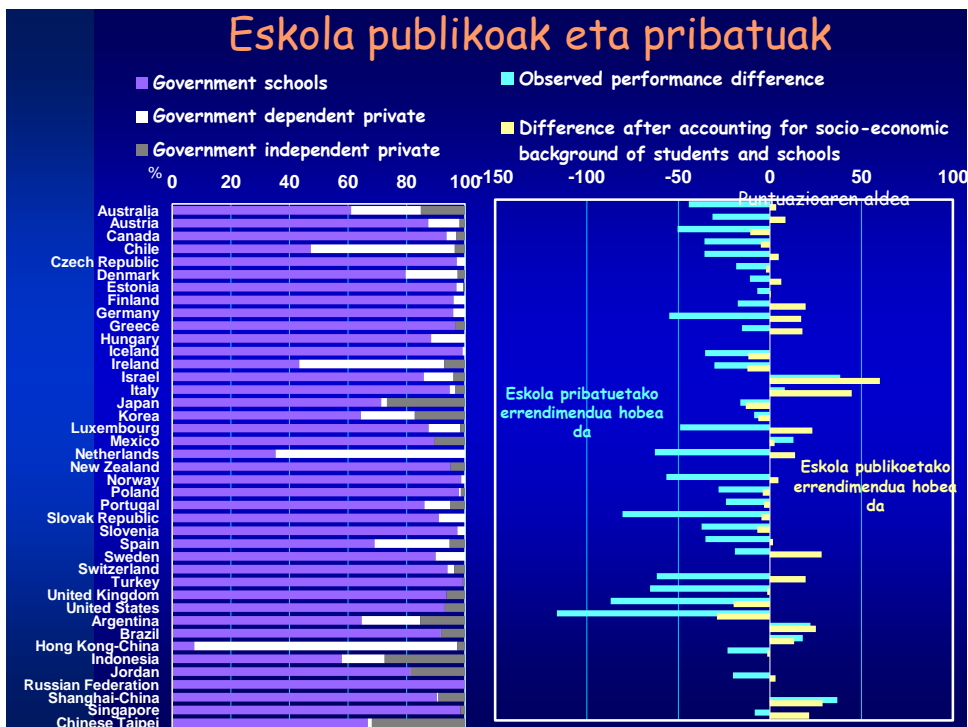 Eskola publikoak eta pribatuak
Government schools
Government dependent private
Government independent private
Observed performance difference
Difference after accounting for socio-economic
background of students and schools
%
0 20 40 60 80 100
-150 -100 -50 0 50 100
Puntuazioaren aldea
Australia
Austria
Canada
Chile
Czech Republic
Denmark
Estonia
Finland
Germany
Greece
Hungary
Iceland
Ireland
Israel
Italy
Japan
Korea
Luxembourg
Mexico
Netherlands
New Zealand
Norway
Poland
Portugal
Slovak Republic
Slovenia
Spain
Sweden
Switzerland
Turkey
United Kingdom
United States
Argentina
Brazil
Hong Kong-China
Indonesia
Jordan
Russian Federation
Shanghai-China
Singapore
Chinese Taipei
Eskola pribatuetako
errendimendua hobea
da
Eskola publikoetako
errendimendua hobea
da